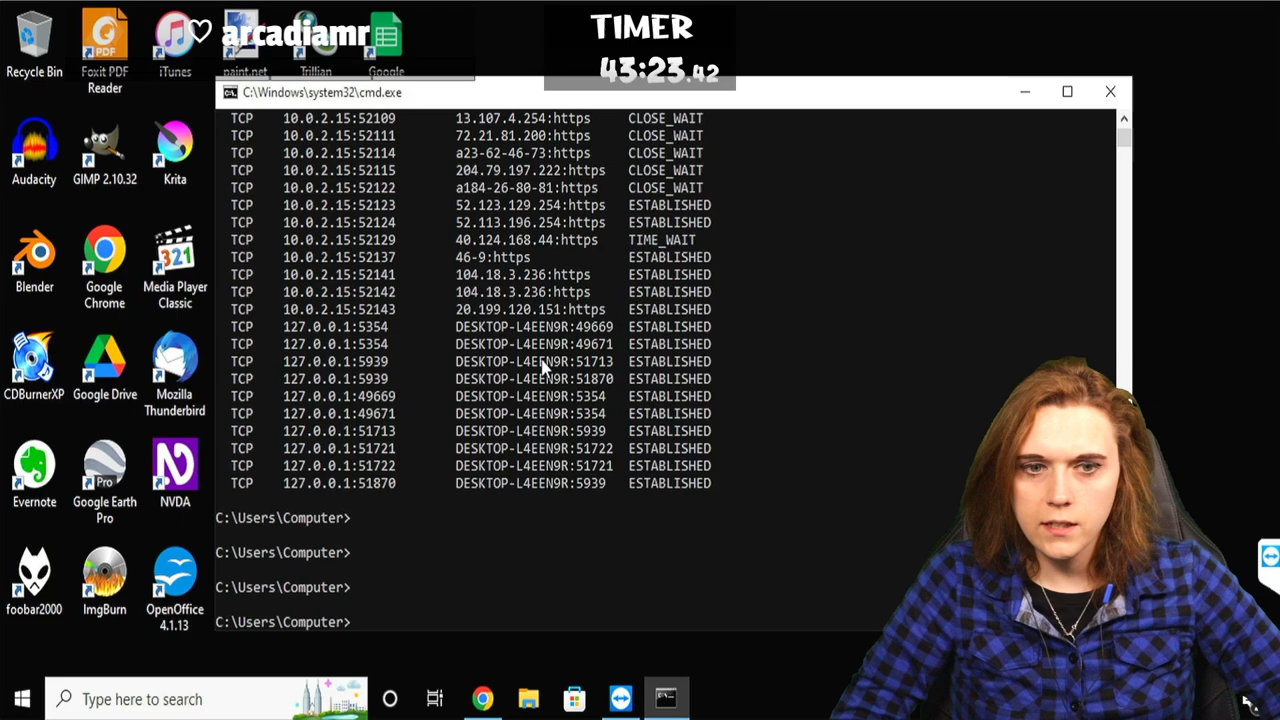 arcadiamr
TIMER
43:23.42
Recycle Bin
PDF
Foxit PDF
Reader
iTunes
paint.net
Trillian
Google
C:\Windows\system32\cmd.exe
TCP 10.0.2.15:52109 13.107.4.254:https CLOSE_WAIT
TCP 10.0.2.15:52111 72.21.81.200:https CLOSE_WAIT
TCP 10.0.2.15:52114 a23-62-46-73:https CLOSE_WAIT
TCP 10.0.2.15:52115 204.79.197.222:https CLOSE_WAIT
TCP 10.0.2.15:52122 a184-26-80-81:https CLOSE_WAIT
TCP 10.0.2.15:52123 52.123.129.254:https ESTABLISHED
TCP 10.0.2.15:52124 52.113.196.254:https ESTABLISHED
TCP 10.0.2.15:52129 40.124.168.44:https TIME_WAIT
TCP 10.0.2.15:52137 46-9:https ESTABLISHED
TCP 10.0.2.15:52141 104.18.3.236:https ESTABLISHED
TCP 10.0.2.15:52142 104.18.3.236:https ESTABLISHED
TCP 10.0.2.15:52143 20.199.120.151:https ESTABLISHED
TCP 127.0.0.1:5354 DESKTOP-L4EEN9R:49669 ESTABLISHED
TCP 127.0.0.1:5354 DESKTOP-L4EEN9R:49671 ESTABLISHED
TCP 127.0.0.1:5939 DESKTOP-L4EEN9R:51713 ESTABLISHED
TCP 127.0.0.1:5939 DESKTOP-L4EEN9R:51870 ESTABLISHED
TCP 127.0.0.1:49669 DESKTOP-L4EEN9R:5354 ESTABLISHED
TCP 127.0.0.1:49671 DESKTOP-L4EEN9R:5354 ESTABLISHED
TCP 127.0.0.1:51713 DESKTOP-L4EEN9R:5939 ESTABLISHED
TCP 127.0.0.1:51721 DESKTOP-L4EEN9R:51722 ESTABLISHED
TCP 127.0.0.1:51722 DESKTOP-L4EEN9R:51721 ESTABLISHED
TCP 127.0.0.1:51870 DESKTOP-L4EEN9R:5939 ESTABLISHED
C:\Users\Computer>
C:\Users\Computer>
C:\Users\Computer>
C:\Users\Computer>
Audacity
GIMP 2.10.32
Krita
Blender
Google
Chrome
321
Media Player
Classic
CDBurnerXP
Google Drive
Mozilla
Thunderbird
Evernote
Pro
Google Earth
Pro
NVDA
foobar2000
ImgBurn
OpenOffice
4.1.13
Type here to search